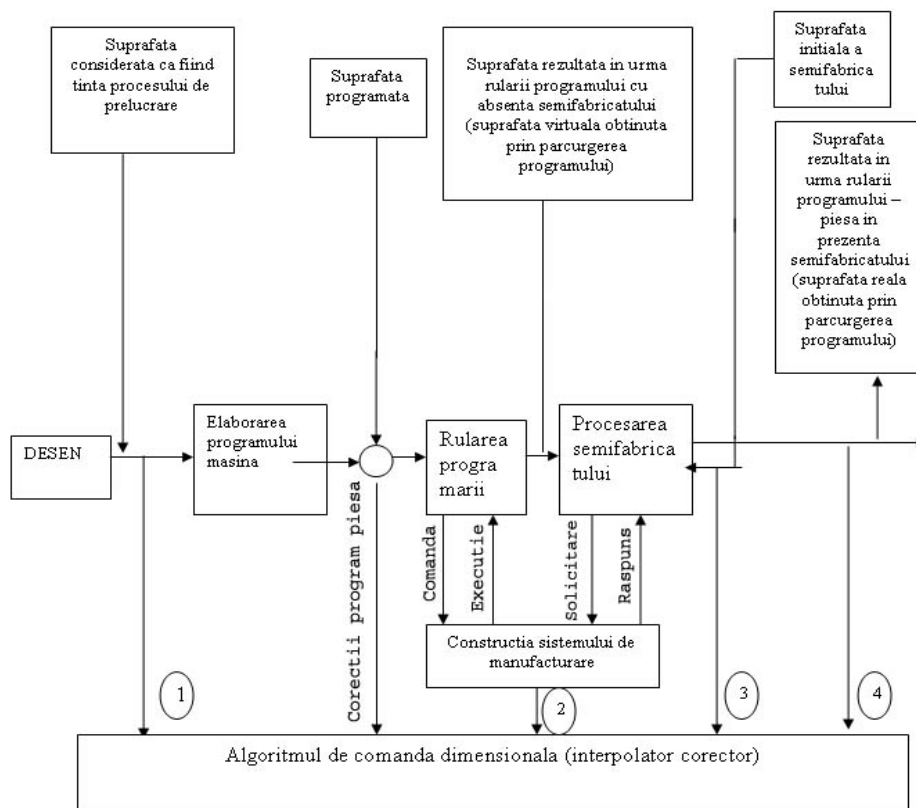 Suprafata
considerata ca fiind
tinta procesului de
prelucrare
Suprafata
programata
Suprafata rezultata in urma
rularii programului cu
absenta semifabricatului
(suprafata virtuala obtinuta
prin parcurgerea
programului)
Suprafata
initiala a
semifabrica
tului
Suprafata
rezultata in
urma rularii
programului –
piesa in
prezenta
semifabricatului
(suprafata reala
obtinuta prin
parcurgerea
programului)
DESEN
Elaborarea
programului
masina
Rularea
progra
marii
Procesarea
semifabrica
tului
Corectii program piesa
Comanda
Executie
Solicitare
Raspuns
Constructia sistemului de
manufacturare
1
2
3
4
Algoritmul de comanda dimensionala (interpolator corector)